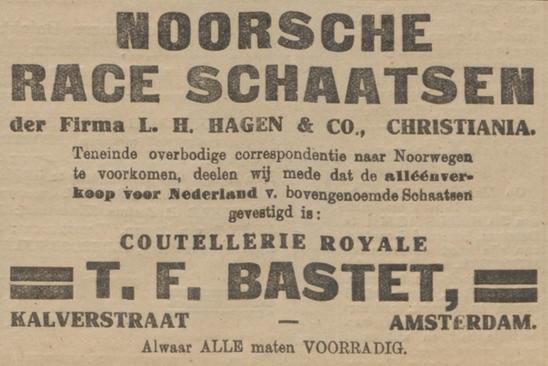 NOORSCHE
RACE SCHAATSEN
der Firma L. H. HAGEN & CO., CHRISTIANIA.
Teneinde overbodige correspondentie naar Noorwegen
te voorkomen, deelen wij mede dat de alléénver-
koop voor Nederland v. bovengenoemde Schaatsen
gevestigd is:
COUTELLERIE ROYALE
T. F. BASTET,
KALVERSTRAAT — AMSTERDAM.
Alwaar ALLE maten VOORRADIG.